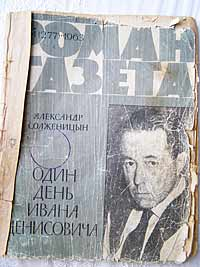 1(277)1963
РОМАН
ГАЗЕТА
АЛЕКСАНДР
СОЛЖЕНИЦЫН
ОДИН
ДЕНЬ
ИВАНА
ДЕНИСОВИЧА